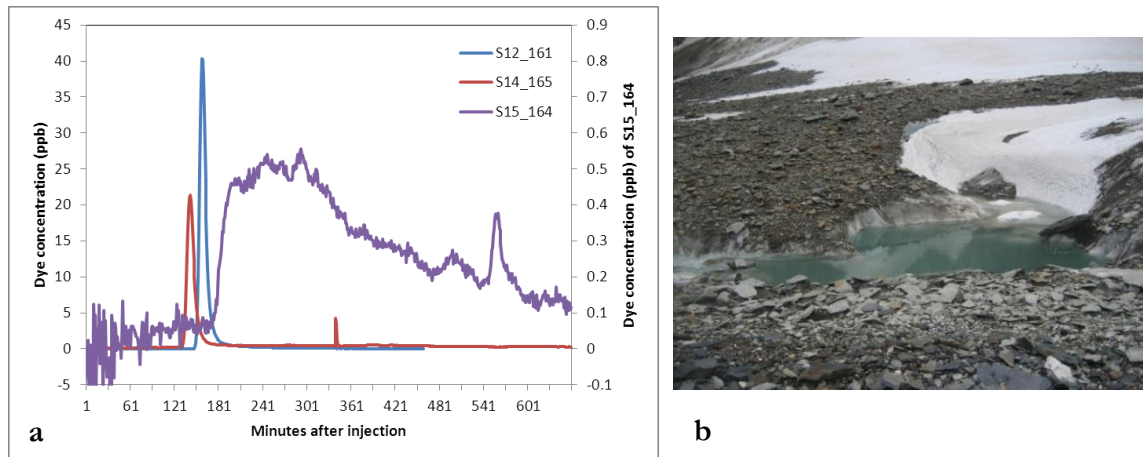 45
40
35
30
25
20
15
10
5
0
-5
Dye concentration (ppb)
S12_161
S14_165
S15_164
0.9
0.8
0.7
0.6
0.5
0.4
0.3
0.2
0.1
0
-0.1
Dye concentration (ppb) of S15_164
1 61 121 181 241 301 361 421 481 541 601
Minutes after injection
a
b